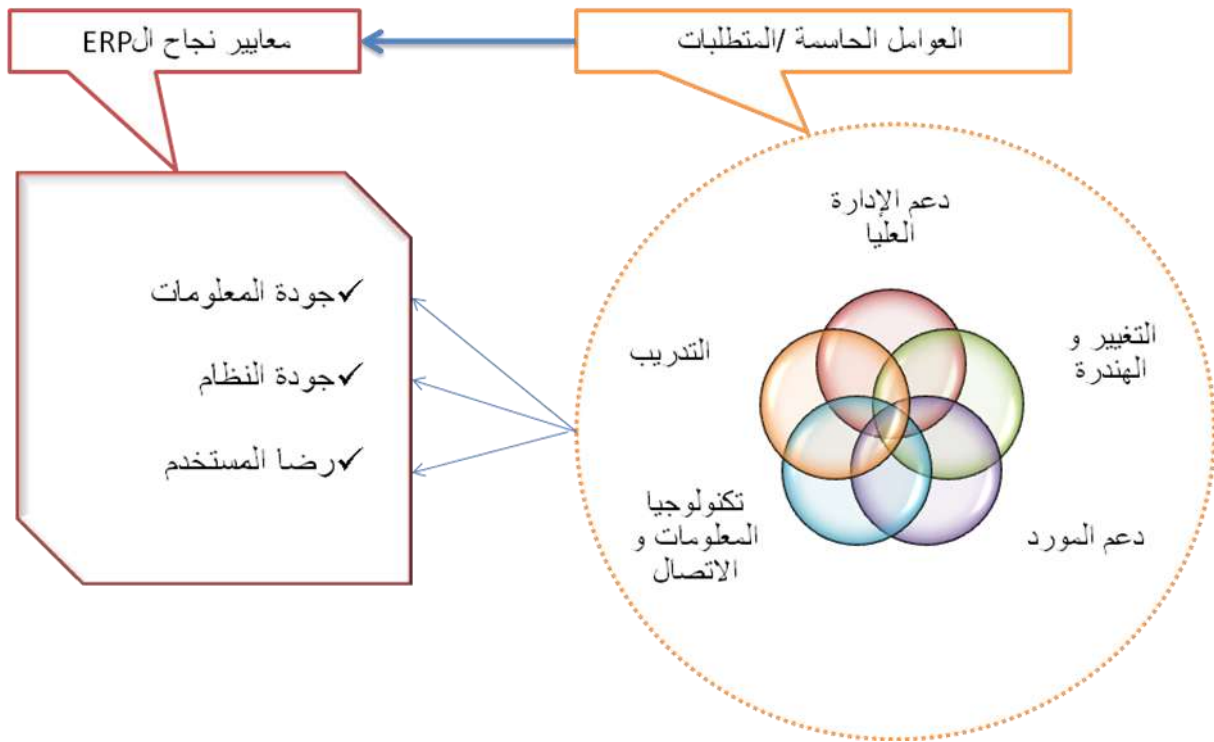 العوامل الحاسمة /المتطلبات
معايير نجاح الERP
دعم الإدارة
العليا
التغيير و
الهندرة
دعم المورد
تكنولوجيا
المعلومات و
الاتصال
التدريب
✓جودة المعلومات
✓جودة النظام
✓رضا المستخدم